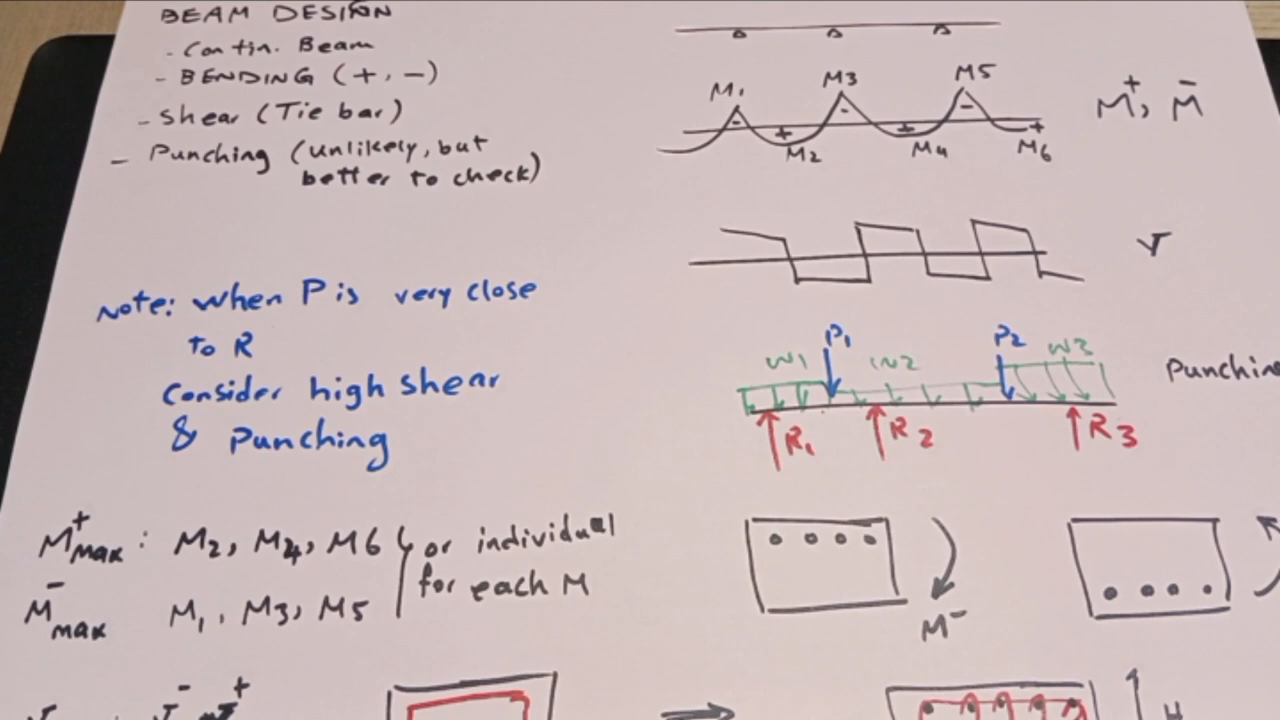 BEAM DESIGN
- Contin. Beam
- BENDING (+, -)
- Shear (Tie bar)
- Punching (unlikely, but
better to check)
M1 M3 M5
- - -
+ + +
M2 M4 M6
M+, M-
V
Note: when P is very close
to R
Consider high shear
& Punching
W1 P1 W2 P2 W3
Punching
R1 R2 R3
M+max : M2, M4, M6
M-max M1, M3, M5
or individual
for each M
M-
H